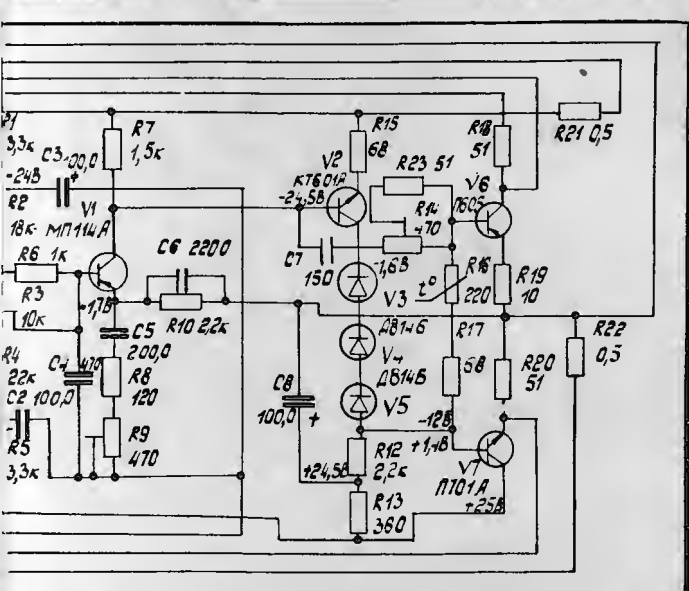 R7
1,5к
3,3к
C3
100,0
+
-24В
R2
18к
V1
МП114А
R6 1к
R3
10к
-1,7В
C6 2200
R10 2,2к
C5
200,0
R4
22к
C4
470
C2 100,0
R8
120
R5
3,3к
R9
470
R15
68
V2
КТ601А
-24,5В
R23 51
R14
470
C7
150
-1,6В
V3
V4
Д814Б
V5
C8
100,0
+
+24,5В
R12
2,2к
R13
360
R18
51
V6
П605
R16
220
t°
R19
10
R17
68
R20
51
-12В
+1,1В
V7
П701А
+25В
R21 0,5
R22
0,5